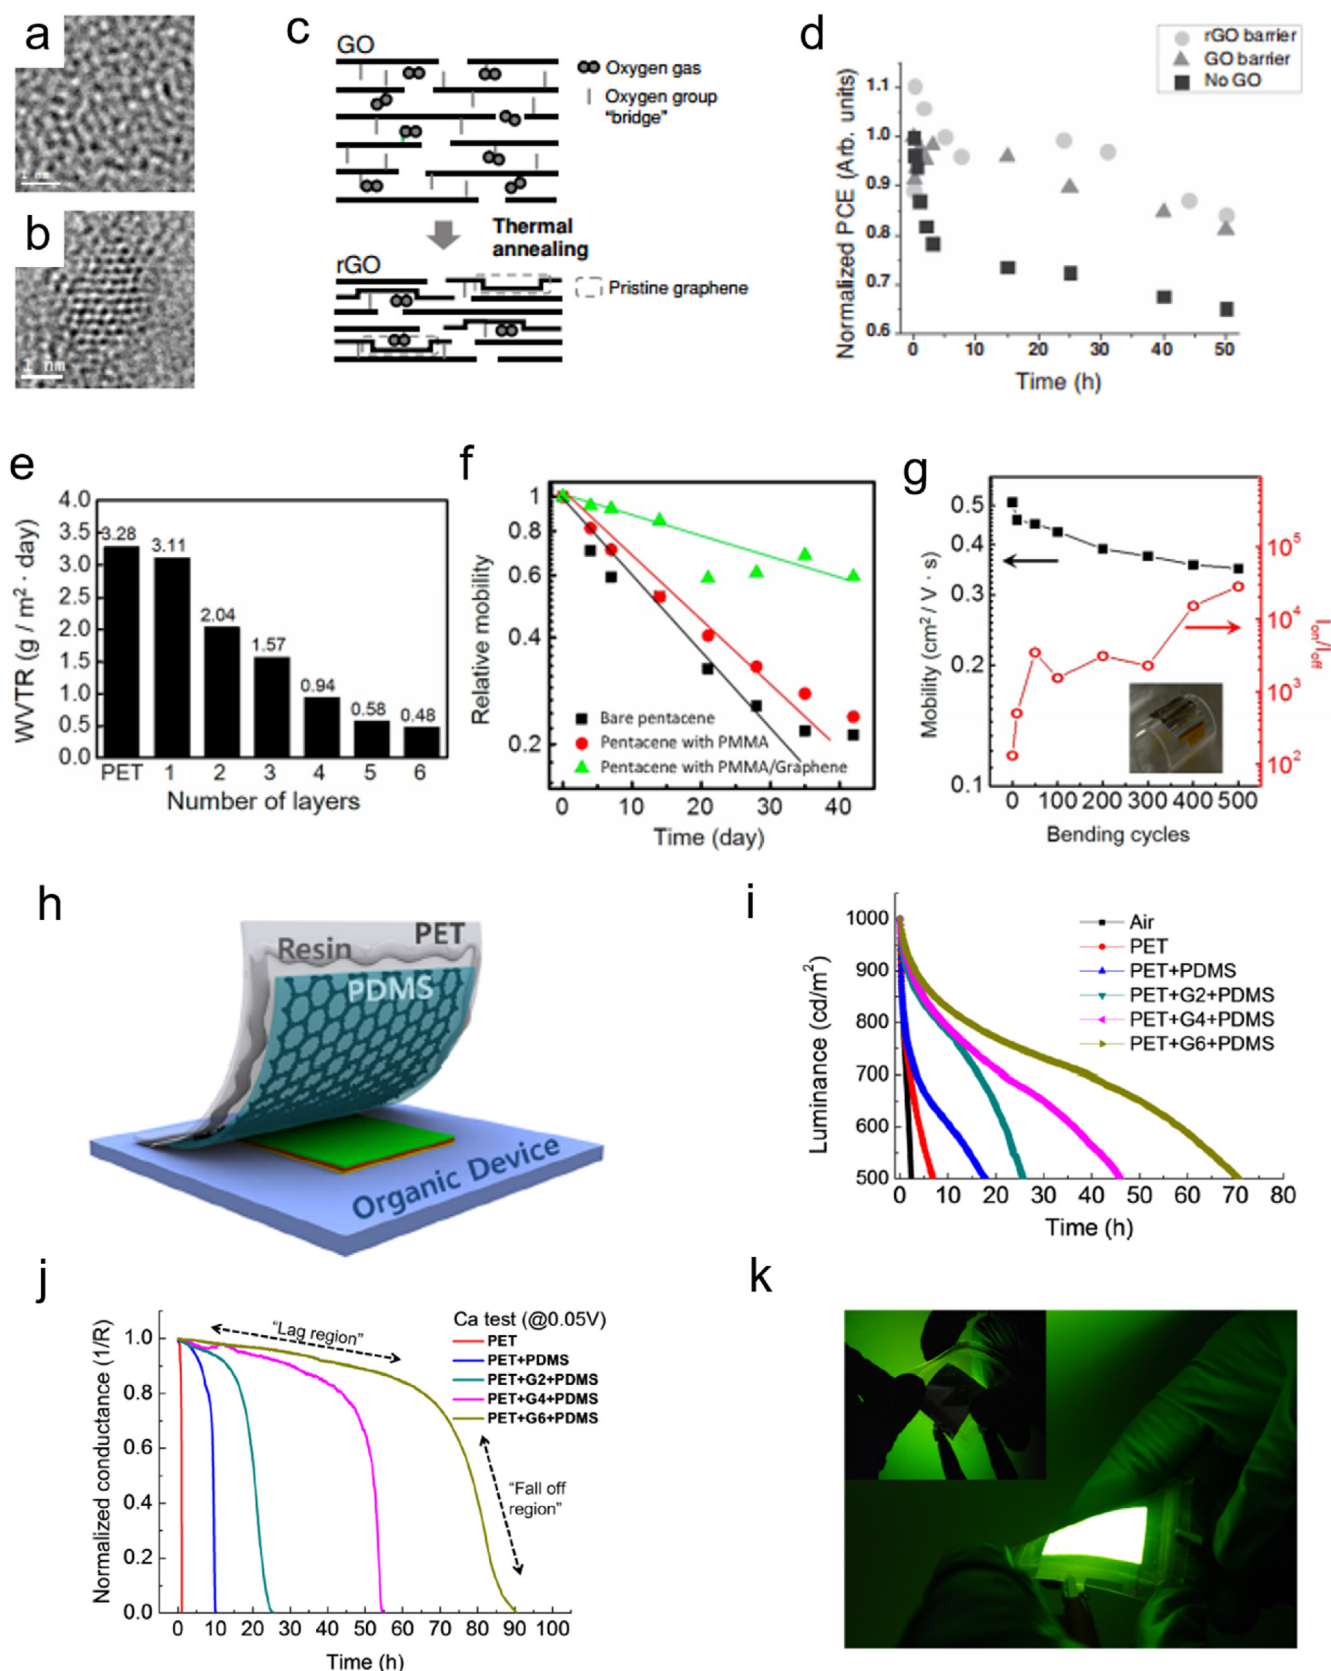 a
1 nm
b
1 nm
c
GO
Oxygen gas
Oxygen group
"bridge"
Thermal
annealing
rGO
Pristine graphene
d
rGO barrier
GO barrier
No GO
Normalized PCE (Arb. units)
1.1
1.0
0.9
0.8
0.7
0.6
0 10 20 30 40 50
Time (h)
e
WVTR (g / m² · day)
4.0
3.5
3.0
2.5
2.0
1.5
1.0
0.5
0.0
3.28
3.11
2.04
1.57
0.94
0.58
0.48
PET 1 2 3 4 5 6
Number of layers
f
Relative mobility
1
0.8
0.6
0.4
0.2
Bare pentacene
Pentacene with PMMA
Pentacene with PMMA/Graphene
0 10 20 30 40
Time (day)
g
Mobility (cm² / V · s)
0.5
0.4
0.3
0.2
0.1
10⁵
10⁴
10³
10²
Ion/Ioff
0 100 200 300 400 500
Bending cycles
h
PET
Resin
PDMS
Organic Device
i
Luminance (cd/m²)
1000
900
800
700
600
500
Air
PET
PET+PDMS
PET+G2+PDMS
PET+G4+PDMS
PET+G6+PDMS
0 10 20 30 40 50 60 70 80
Time (h)
j
Normalized conductance (1/R)
1.0
0.8
0.6
0.4
0.2
0.0
"Lag region"
Ca test (@0.05V)
PET
PET+PDMS
PET+G2+PDMS
PET+G4+PDMS
PET+G6+PDMS
"Fall off
region"
0 10 20 30 40 50 60 70 80 90 100
Time (h)
k